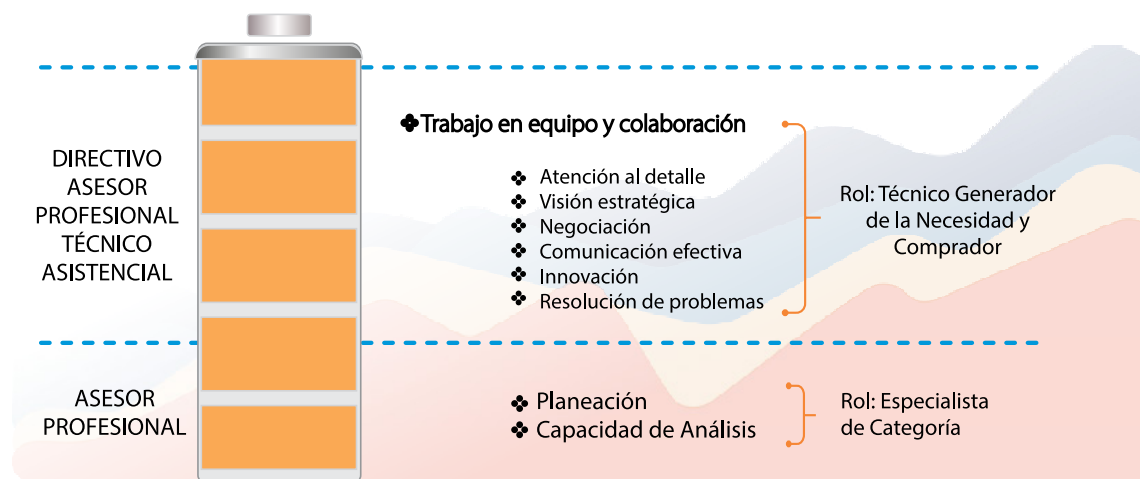 DIRECTIVO
ASESOR
PROFESIONAL
TÉCNICO
ASISTENCIAL
❖Trabajo en equipo y colaboración
❖ Atención al detalle
❖ Visión estratégica
❖ Negociación
❖ Comunicación efectiva
❖ Innovación
❖ Resolución de problemas
Rol: Técnico Generador
de la Necesidad y
Comprador
ASESOR
PROFESIONAL
❖ Planeación
❖ Capacidad de Análisis
Rol: Especialista
de Categoría